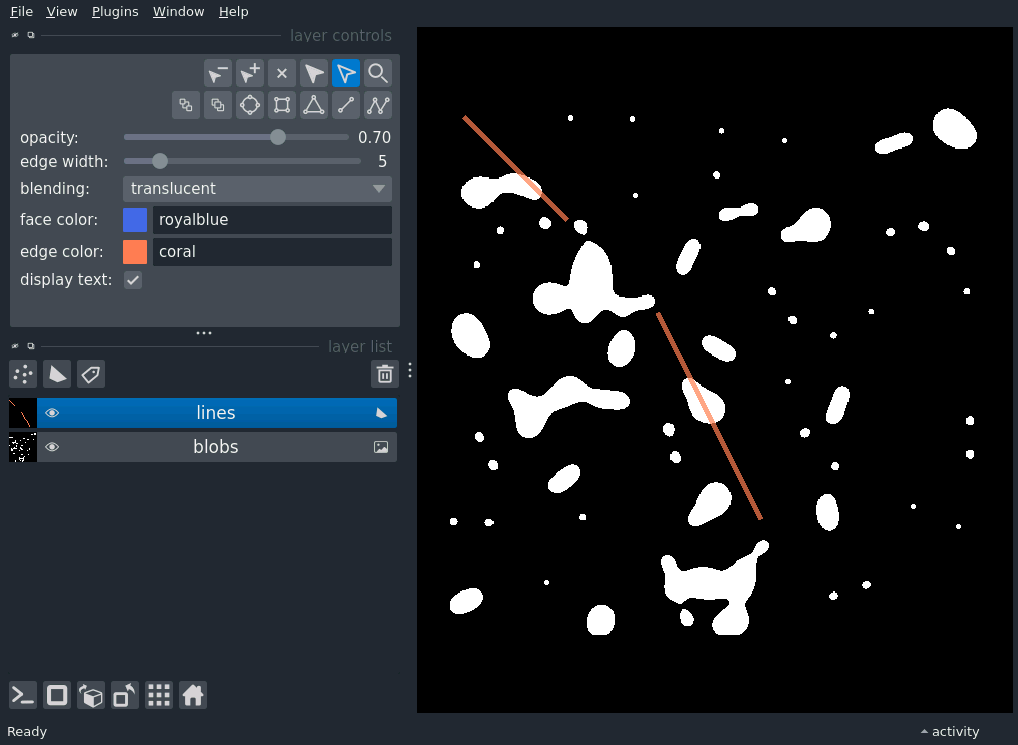 File View Plugins Window Help
layer controls
opacity: 0.70
edge width: 5
blending: translucent
face color: royalblue
edge color: coral
display text:
layer list
lines
blobs
Ready activity